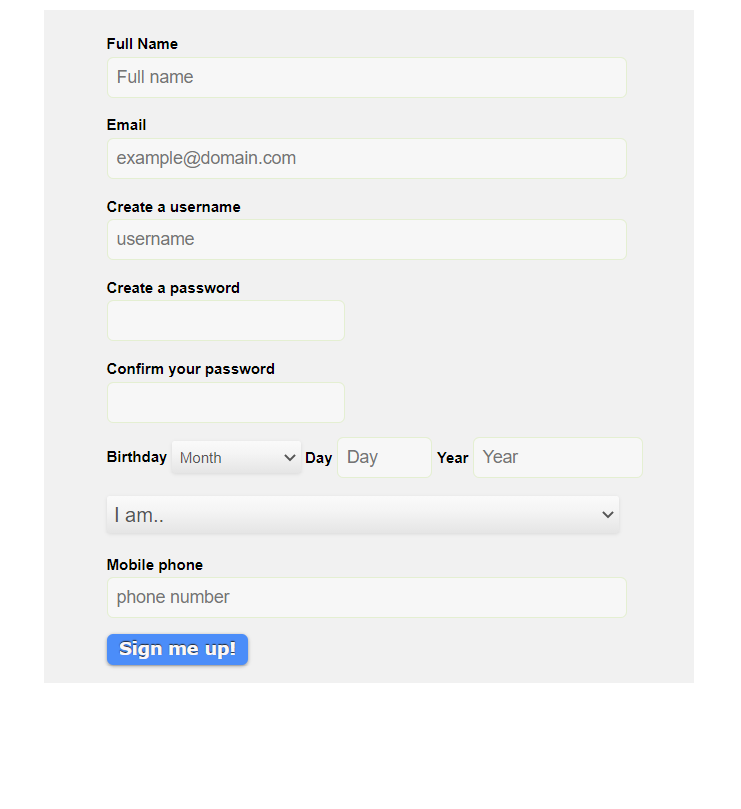 Full Name
Full name
Email
example@domain.com
Create a username
username
Create a password
Confirm your password
Birthday Month Day Day Year Year
I am..
Mobile phone
phone number
Sign me up!